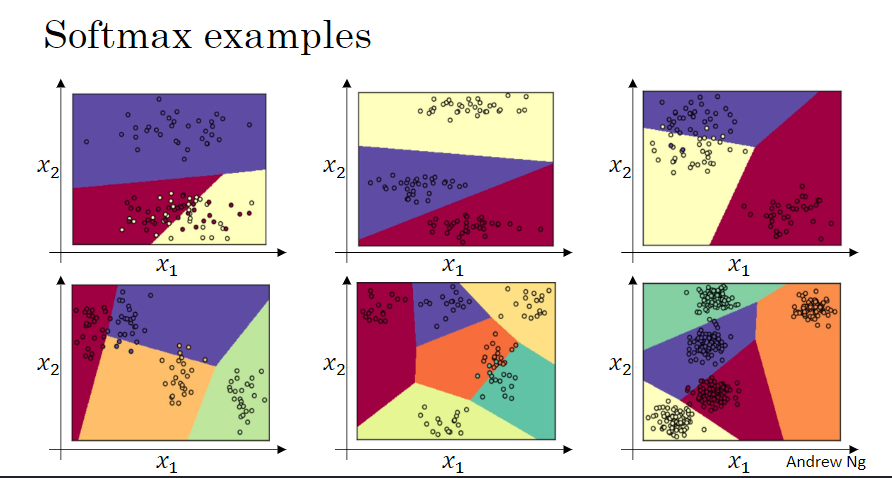 Softmax examples
x₂
x₁
x₂
x₁
x₂
x₁
x₂
x₁
x₂
x₁
x₂
x₁
Andrew Ng